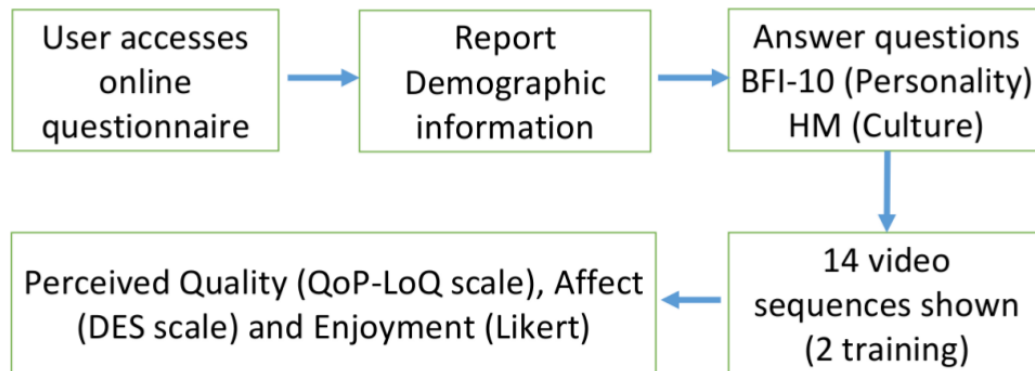 User accesses
online
questionnaire
Report
Demographic
information
Answer questions
BFI-10 (Personality)
HM (Culture)
14 video
sequences shown
(2 training)
Perceived Quality (QoP-LoQ scale), Affect
(DES scale) and Enjoyment (Likert)